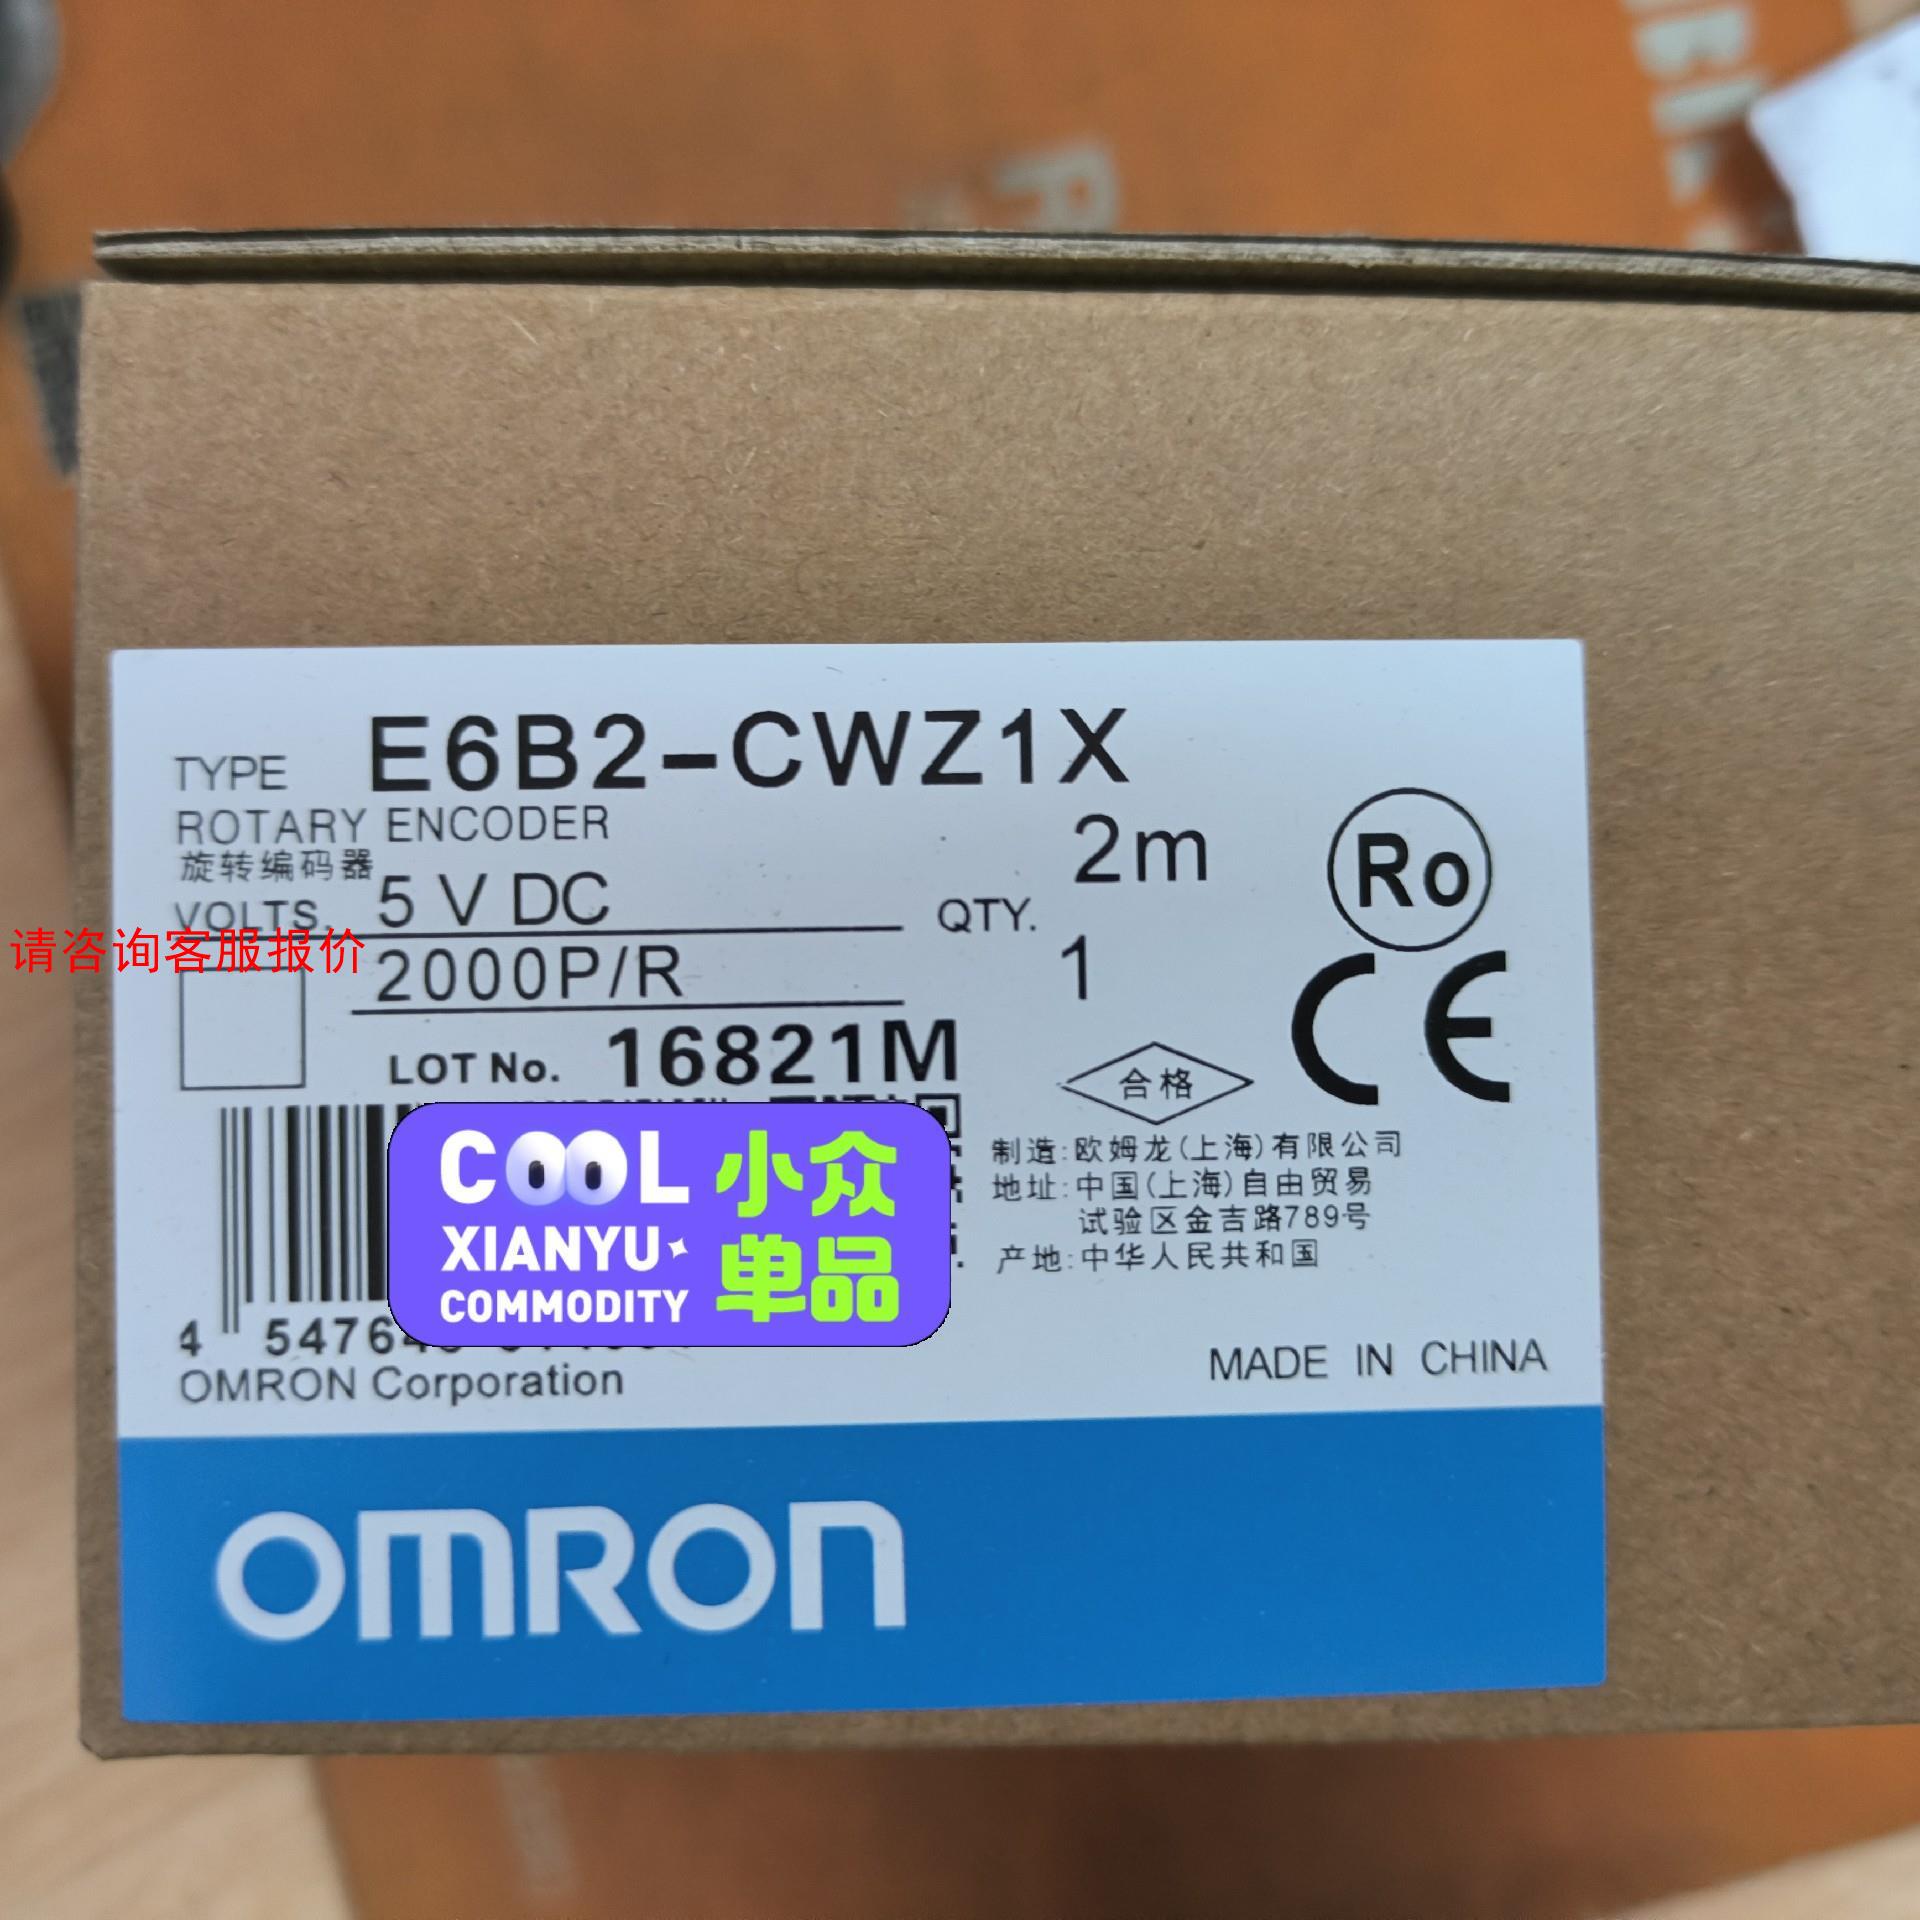 TYPE E6B2-CWZ1X
ROTARY ENCODER
旋转编码器
2m
VOLTS. 5 V DC
QTY.
请咨询客服报价
2000P/R
1
Ro
CE
LOT No. 16821M
合格
COOL 小众
XIANYU 单品
COMMODITY
制造:欧姆龙(上海)有限公司
地址:中国(上海)自由贸易
试验区金吉路789号
产地:中华人民共和国
4 54764
OMRON Corporation
MADE IN CHINA
OMRON